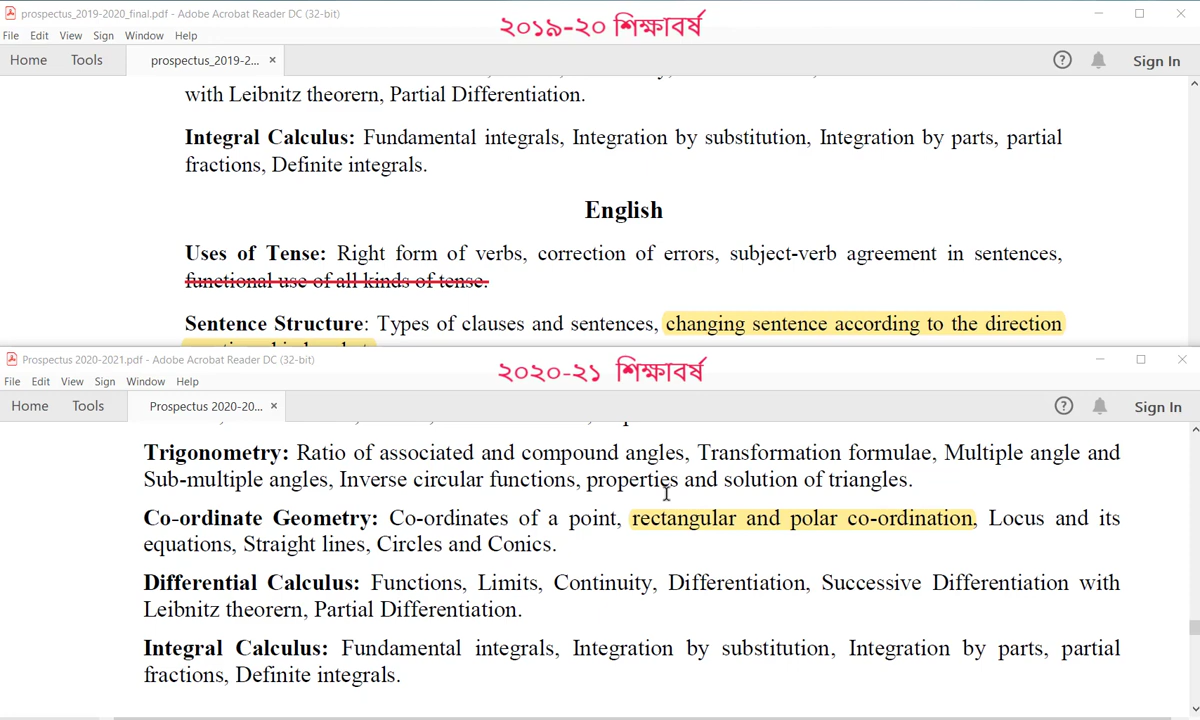 prospectus_2019-2020_final.pdf - Adobe Acrobat Reader DC (32-bit)
২০১৯-২০ শিক্ষাবর্ষ
File Edit View Sign Window Help
Home Tools prospectus_2019-2... × ? Sign In
with Leibnitz theorern, Partial Differentiation.
Integral Calculus: Fundamental integrals, Integration by substitution, Integration by parts, partial
fractions, Definite integrals.
English
Uses of Tense: Right form of verbs, correction of errors, subject-verb agreement in sentences,
functional use of all kinds of tense.
Sentence Structure: Types of clauses and sentences, changing sentence according to the direction
Prospectus 2020-2021.pdf - Adobe Acrobat Reader DC (32-bit)
২০২০-২১ শিক্ষাবর্ষ
File Edit View Sign Window Help
Home Tools Prospectus 2020-20... × ? Sign In
Trigonometry: Ratio of associated and compound angles, Transformation formulae, Multiple angle and
Sub-multiple angles, Inverse circular functions, properties and solution of triangles.
Co-ordinate Geometry: Co-ordinates of a point, rectangular and polar co-ordination, Locus and its
equations, Straight lines, Circles and Conics.
Differential Calculus: Functions, Limits, Continuity, Differentiation, Successive Differentiation with
Leibnitz theorern, Partial Differentiation.
Integral Calculus: Fundamental integrals, Integration by substitution, Integration by parts, partial
fractions, Definite integrals.